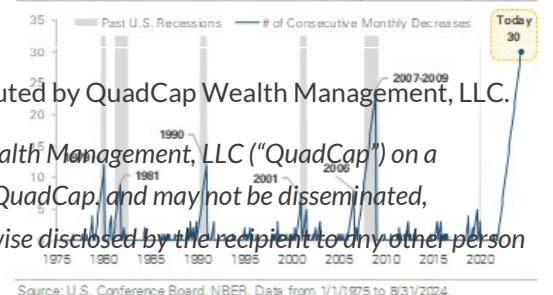 35
Past U.S. Recessions # of Consecutive Monthly Decreases
Today
30
30
25
2007-2009
uted by QuadCap Wealth Management, LLC.
20
15
1990
alth Management, LLC (“QuadCap”) on a
10
1981
2001
2006
QuadCap. and may not be disseminated,
5
wise disclosed by the recipient to any other person
0
1975 1980 1985 1990 1995 2000 2005 2010 2015 2020
Source: U.S. Conference Board, NBER. Data from 1/1/1975 to 8/31/2024.